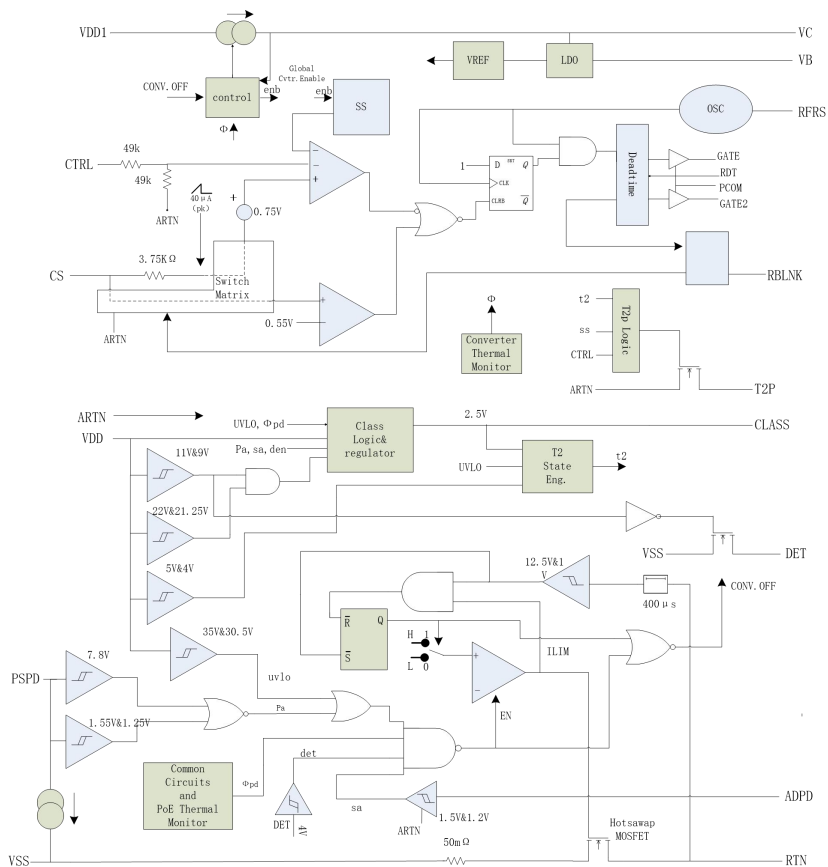 VDD1
VC
VREF
LDO
VB
CONV.OFF
control
enb
Global
Cvtr.Enable
enb
SS
OSC
RFRS
Φ
CTRL
49k
49k
ARTN
40μA
(pk)
+
0.75V
−
−
+
1
D SET Q
CLK
CLRB Q
Deadtime
GATE
RDT
PCOM
GATE2
CS
3.75KΩ
Switch
Matrix
ARTN
0.55V
+
−
RBLNK
Φ
Converter
Thermal
Monitor
t2
ss
CTRL
T2p Logic
ARTN
T2P
ARTN
VDD
UVLO,Φpd
Pa,sa,den
Class
Logic&
regulator
2.5V
CLASS
UVLO
T2
State
Eng.
t2
11V&9V
22V&21.25V
5V&4V
VSS
DET
12.5V&1
V
400μs
CONV.OFF
R Q
S
H 1
L 0
+
−
ILIM
EN
35V&30.5V
uvlo
PSPD
7.8V
1.55V&1.25V
Pa
Common
Circuits
and
PoE Thermal
Monitor
Φpd
det
DET
4V
sa
ARTN
1.5V&1.2V
ADPD
50mΩ
Hotsawap
MOSFET
VSS
RTN